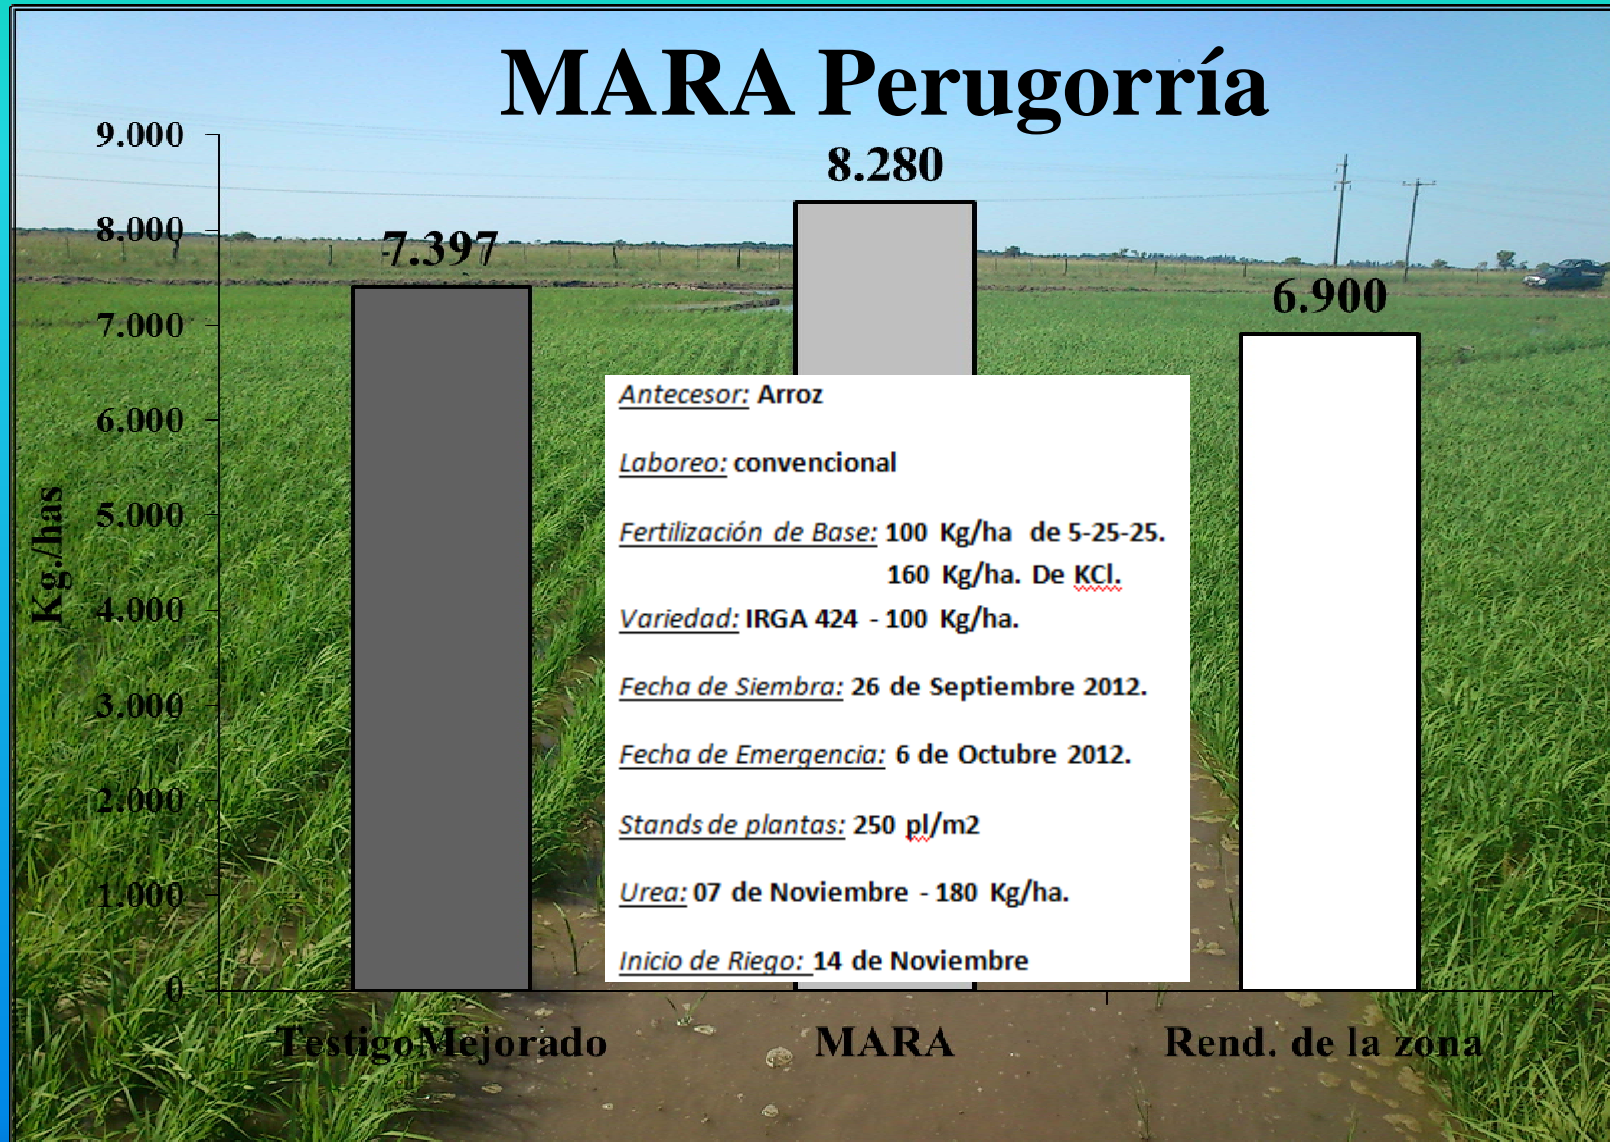 MARA Perugorría
9.000
8.000
7.000
6.000
5.000
4.000
3.000
2.000
1.000
0
Kg./has
7.397
8.280
6.900
Antecesor: Arroz
Laboreo: convencional
Fertilización de Base: 100 Kg/ha de 5-25-25.
160 Kg/ha. De KCl.
Variedad: IRGA 424 - 100 Kg/ha.
Fecha de Siembra: 26 de Septiembre 2012.
Fecha de Emergencia: 6 de Octubre 2012.
Stands de plantas: 250 pl/m2
Urea: 07 de Noviembre - 180 Kg/ha.
Inicio de Riego: 14 de Noviembre
TestigoMejorado
MARA
Rend. de la zona